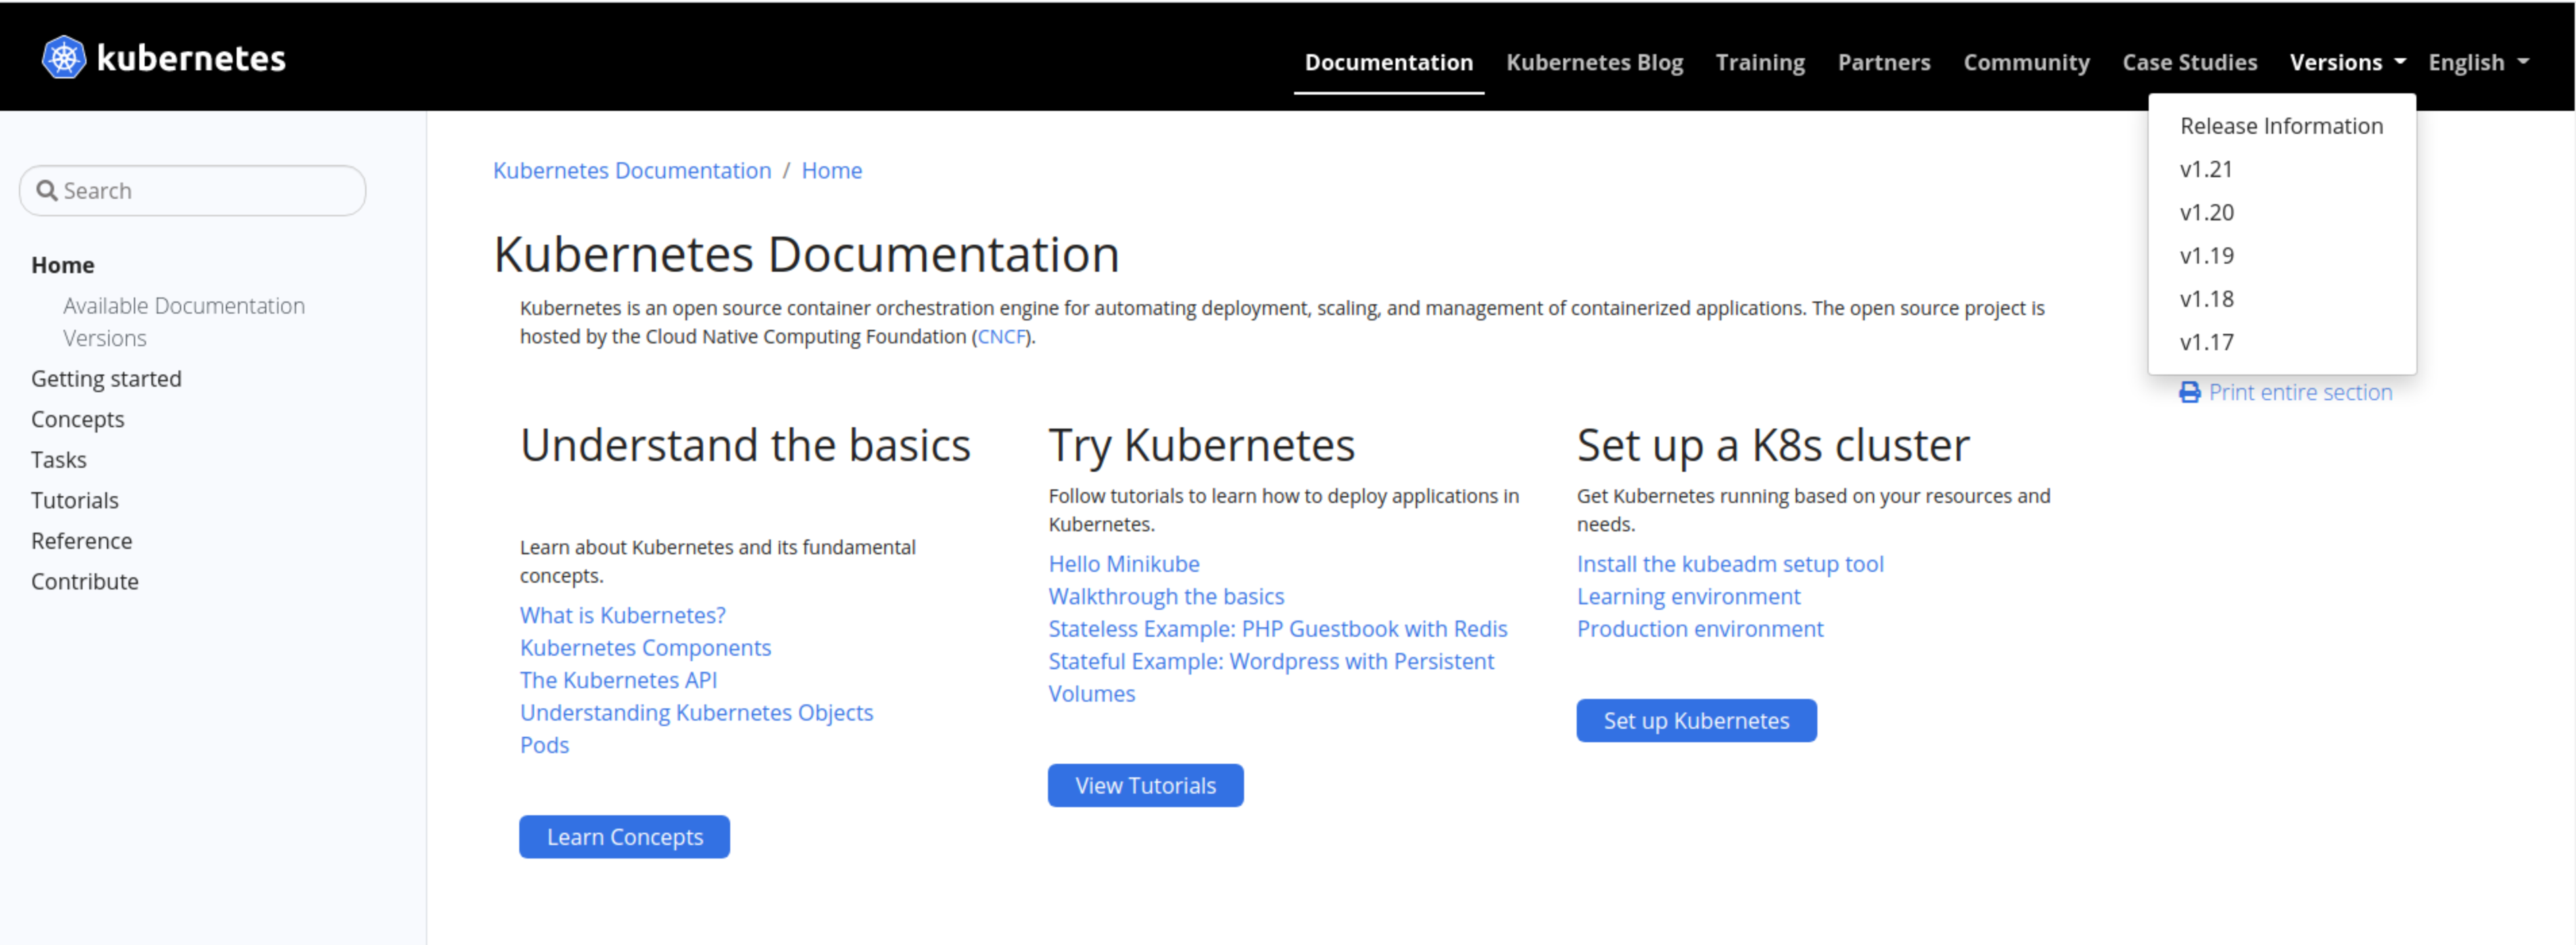 kubernetes
Documentation Kubernetes Blog Training Partners Community Case Studies Versions English
Release Information
v1.21
v1.20
v1.19
v1.18
v1.17
Search
Home
Available Documentation
Versions
Getting started
Concepts
Tasks
Tutorials
Reference
Contribute
Kubernetes Documentation / Home
Kubernetes Documentation
Kubernetes is an open source container orchestration engine for automating deployment, scaling, and management of containerized applications. The open source project is
hosted by the Cloud Native Computing Foundation (CNCF).
Print entire section
Understand the basics
Learn about Kubernetes and its fundamental
concepts.
What is Kubernetes?
Kubernetes Components
The Kubernetes API
Understanding Kubernetes Objects
Pods
Learn Concepts
Try Kubernetes
Follow tutorials to learn how to deploy applications in
Kubernetes.
Hello Minikube
Walkthrough the basics
Stateless Example: PHP Guestbook with Redis
Stateful Example: Wordpress with Persistent
Volumes
View Tutorials
Set up a K8s cluster
Get Kubernetes running based on your resources and
needs.
Install the kubeadm setup tool
Learning environment
Production environment
Set up Kubernetes